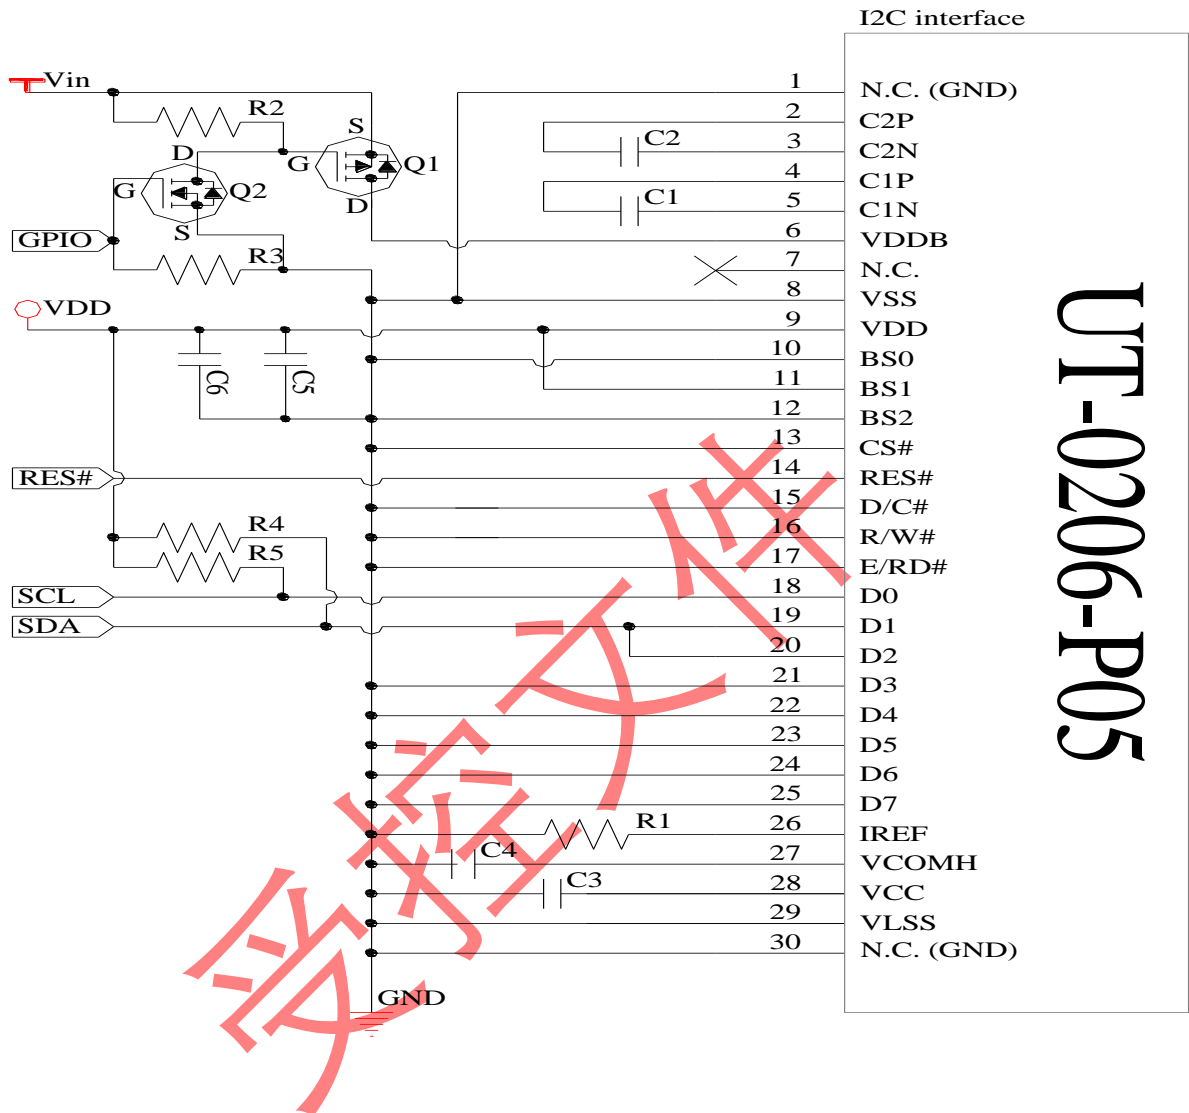 I2C interface
Vin
R2
S
D
G
Q1
G
Q2
D
S
GPIO
R3
VDD
C6
C5
RES#
R4
R5
SCL
SDA
C2
C1
R1
C4
C3
GND
1 N.C. (GND)
2 C2P
3 C2N
4 C1P
5 C1N
6 VDDB
7 N.C.
8 VSS
9 VDD
10 BS0
11 BS1
12 BS2
13 CS#
14 RES#
15 D/C#
16 R/W#
17 E/RD#
18 D0
19 D1
20 D2
21 D3
22 D4
23 D5
24 D6
25 D7
26 IREF
27 VCOMH
28 VCC
29 VLSS
30 N.C. (GND)
UT-0206-P05
受控文件